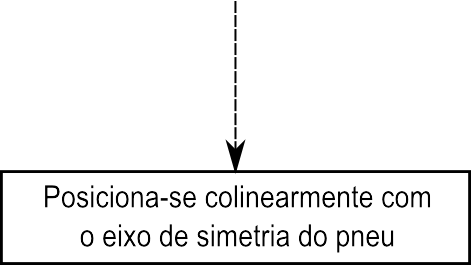 Posiciona-se colinearmente com
o eixo de simetria do pneu